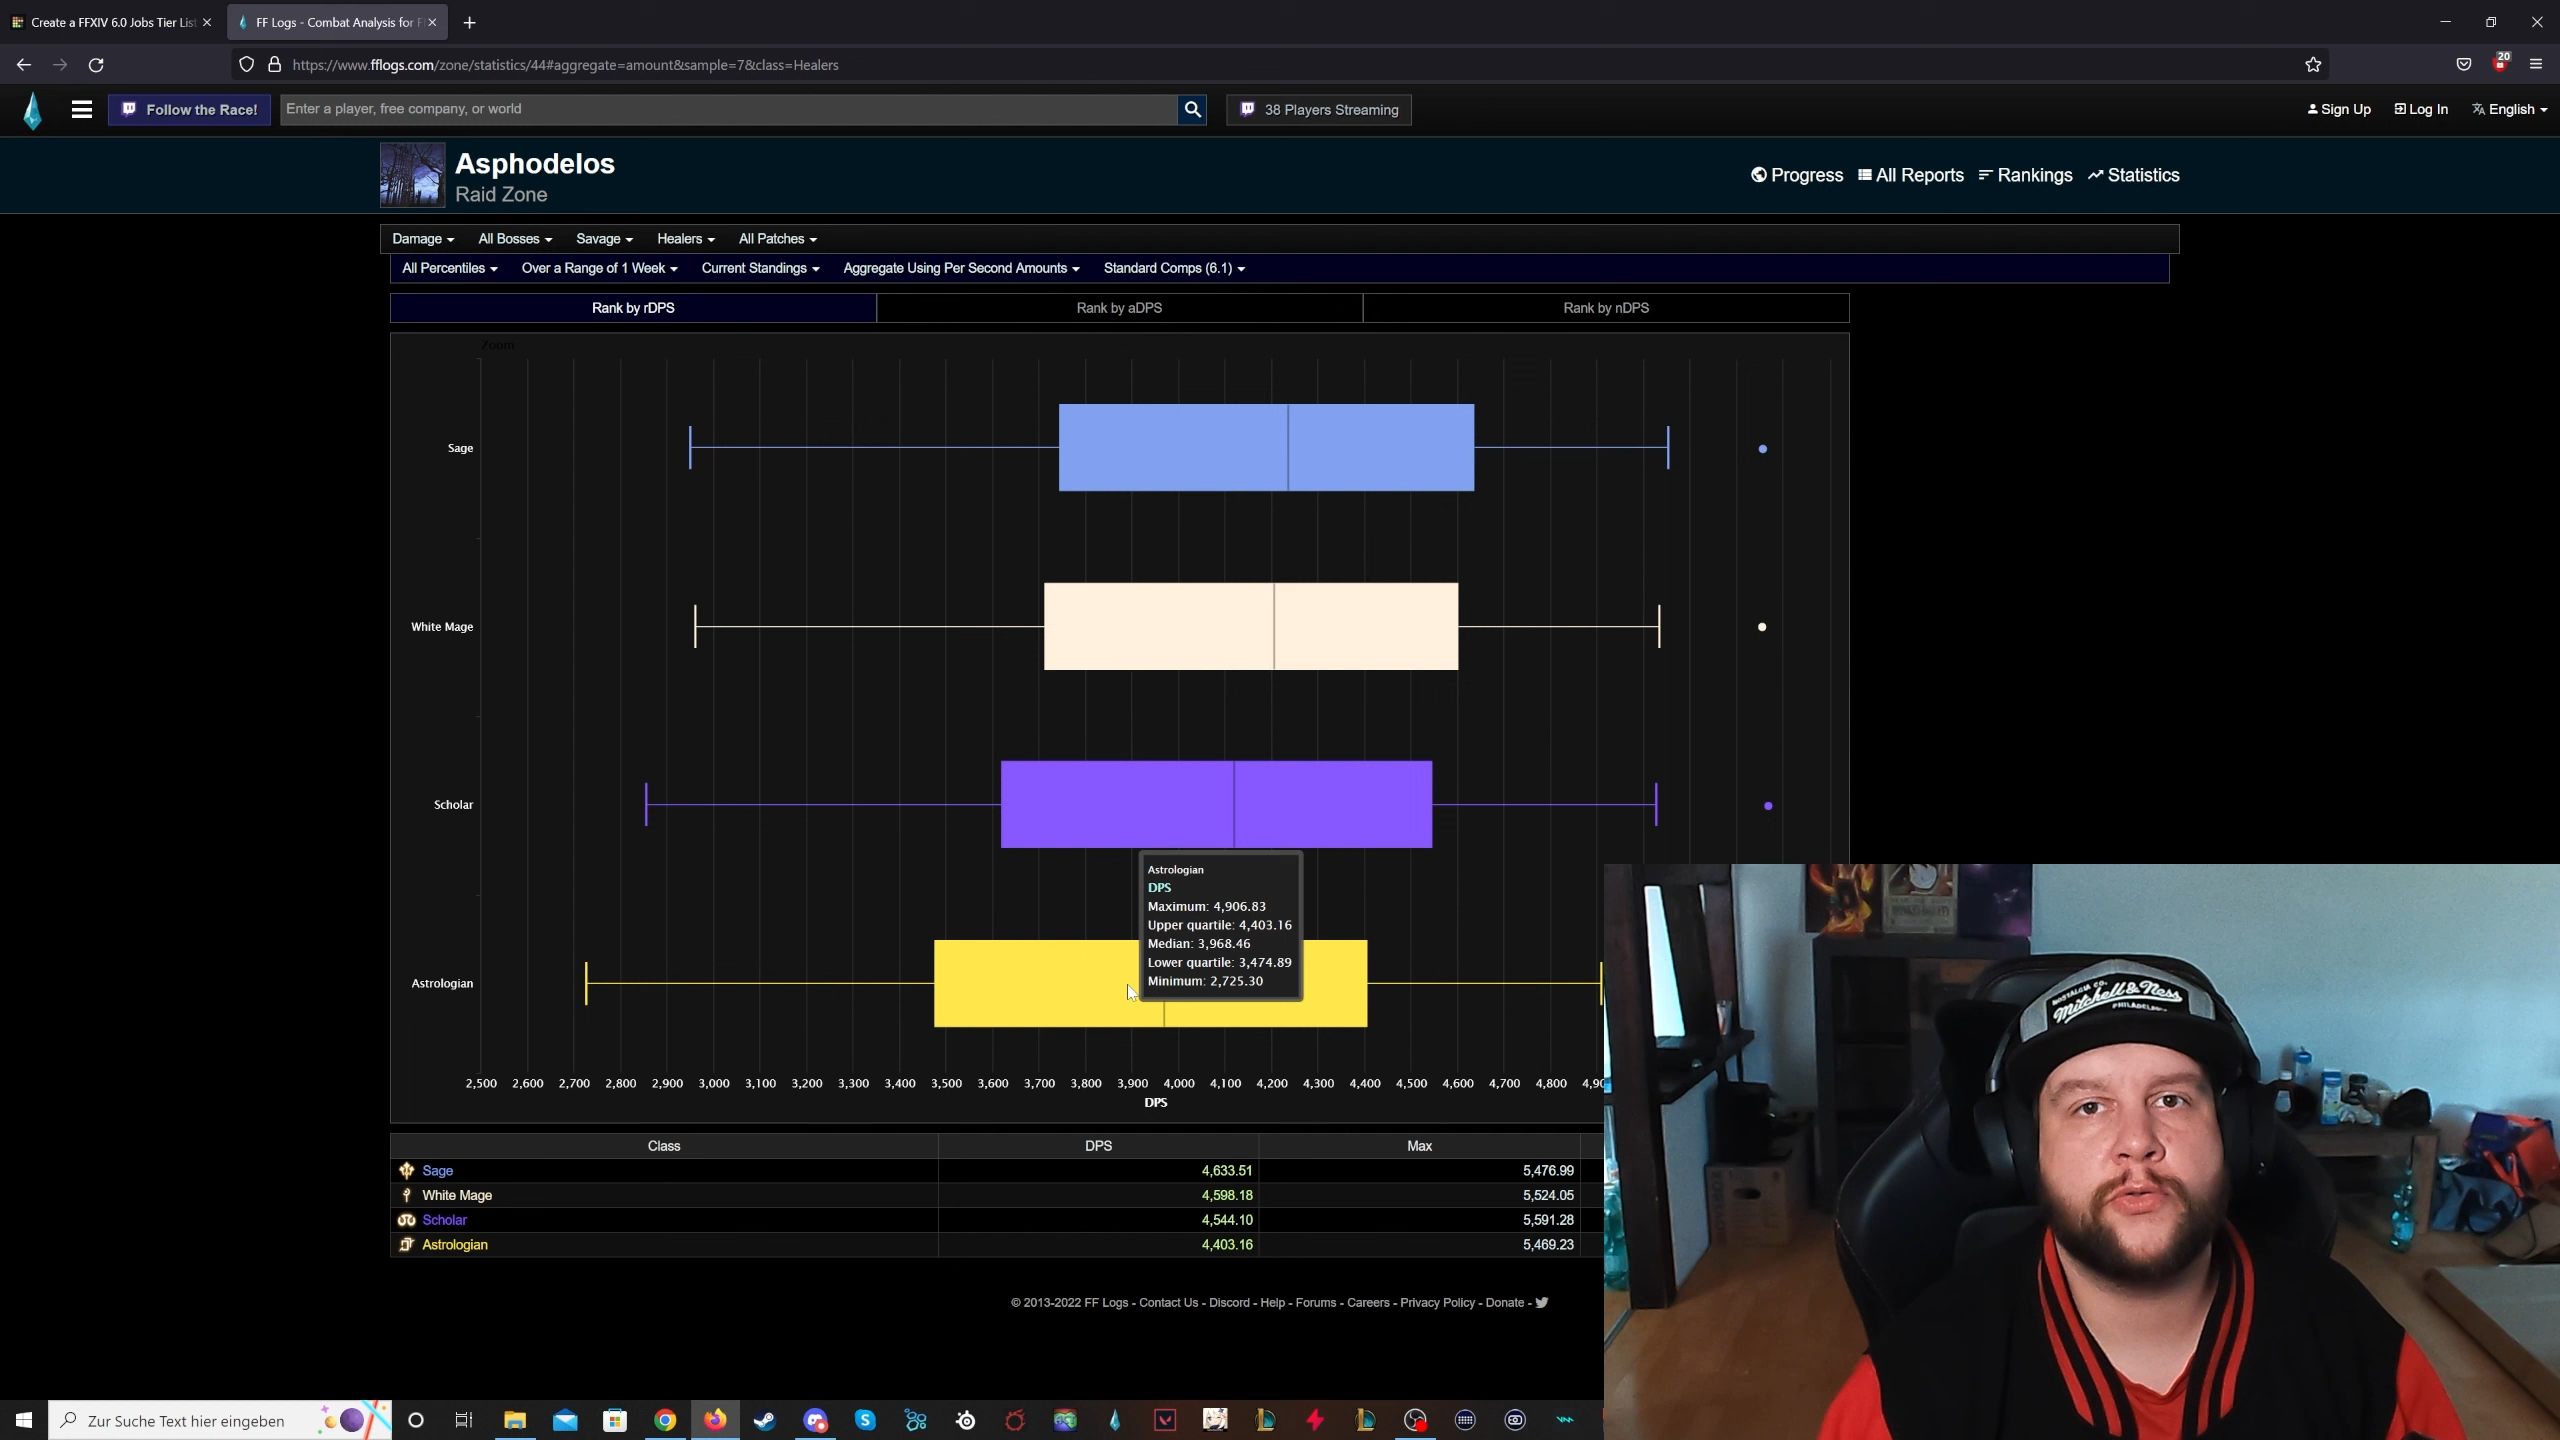 Create a FFXIV 6.0 Jobs Tier List
FF Logs - Combat Analysis for F
https://www.fflogs.com/zone/statistics/44#aggregate=amount&sample=7&class=Healers
20
Follow the Race!
Enter a player, free company, or world
38 Players Streaming
Sign Up
Log In
English
Asphodelos
Raid Zone
Progress
All Reports
Rankings
Statistics
Damage
All Bosses
Savage
Healers
All Patches
All Percentiles
Over a Range of 1 Week
Current Standings
Aggregate Using Per Second Amounts
Standard Comps (6.1)
Rank by rDPS
Rank by aDPS
Rank by nDPS
Zoom
Sage
White Mage
Scholar
Astrologian
DPS
Maximum: 4,906.83
Upper quartile: 4,403.16
Median: 3,968.46
Lower quartile: 3,474.89
Minimum: 2,725.30
Astrologian
2,500 2,600 2,700 2,800 2,900 3,000 3,100 3,200 3,300 3,400 3,500 3,600 3,700 3,800 3,900 4,000 4,100 4,200 4,300 4,400 4,500 4,600 4,700 4,800 4,90
DPS
Class DPS Max
Sage 4,633.51 5,476.99
White Mage 4,598.18 5,524.05
Scholar 4,544.10 5,591.28
Astrologian 4,403.16 5,469.23
© 2013-2022 FF Logs - Contact Us - Discord - Help - Forums - Careers - Privacy Policy - Donate -
NOSTALGIA CO.
Mitchell & Ness
PHILADELPHIA
Zur Suche Text hier eingeben